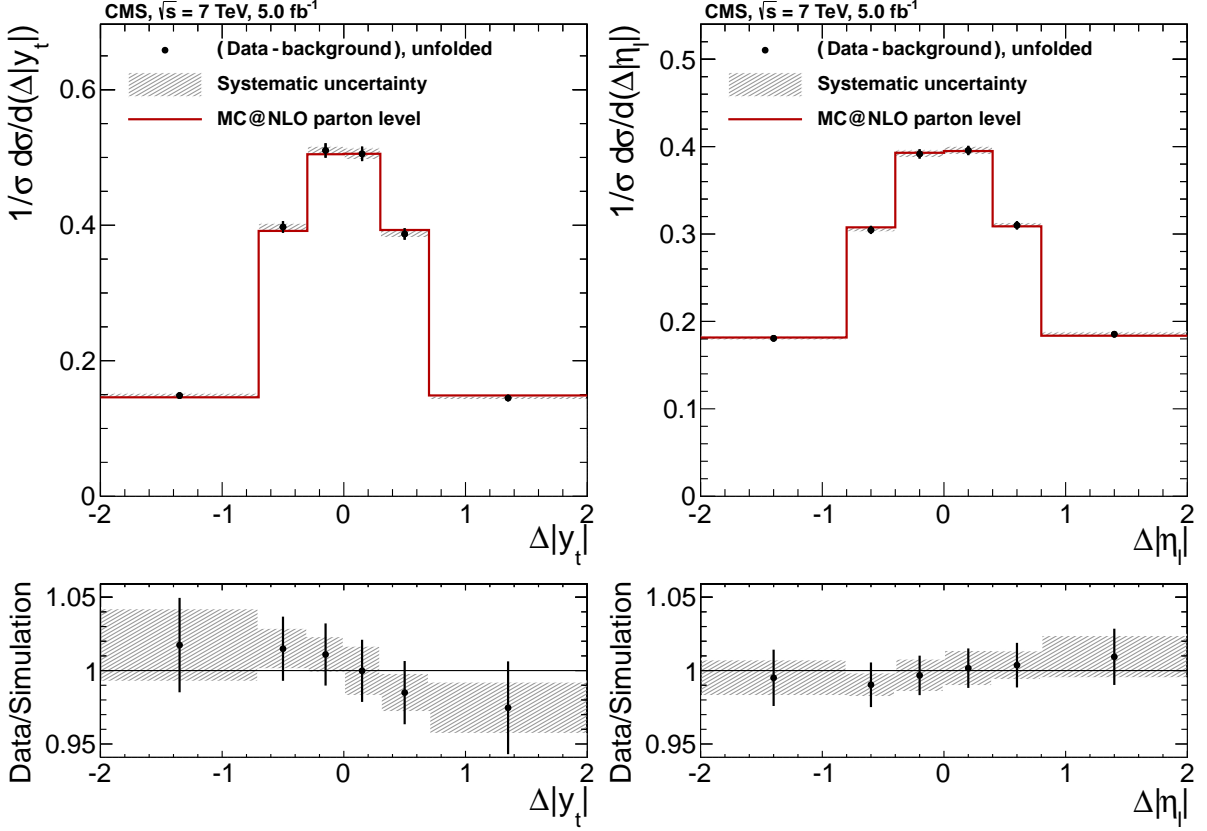 CMS, √s = 7 TeV, 5.0 fb⁻¹
(Data - background), unfolded
Systematic uncertainty
MC@NLO parton level
1/σ dσ/d(Δ|y_t|)
0.6
0.4
0.2
0
-2 -1 0 1 2
Δ|y_t|
Data/Simulation
1.05
1
0.95
-2 -1 0 1 2
Δ|y_t|
CMS, √s = 7 TeV, 5.0 fb⁻¹
(Data - background), unfolded
Systematic uncertainty
MC@NLO parton level
1/σ dσ/d(Δ|η_l|)
0.5
0.4
0.3
0.2
0.1
0
-2 -1 0 1 2
Δ|η_l|
Data/Simulation
1.05
1
0.95
-2 -1 0 1 2
Δ|η_l|